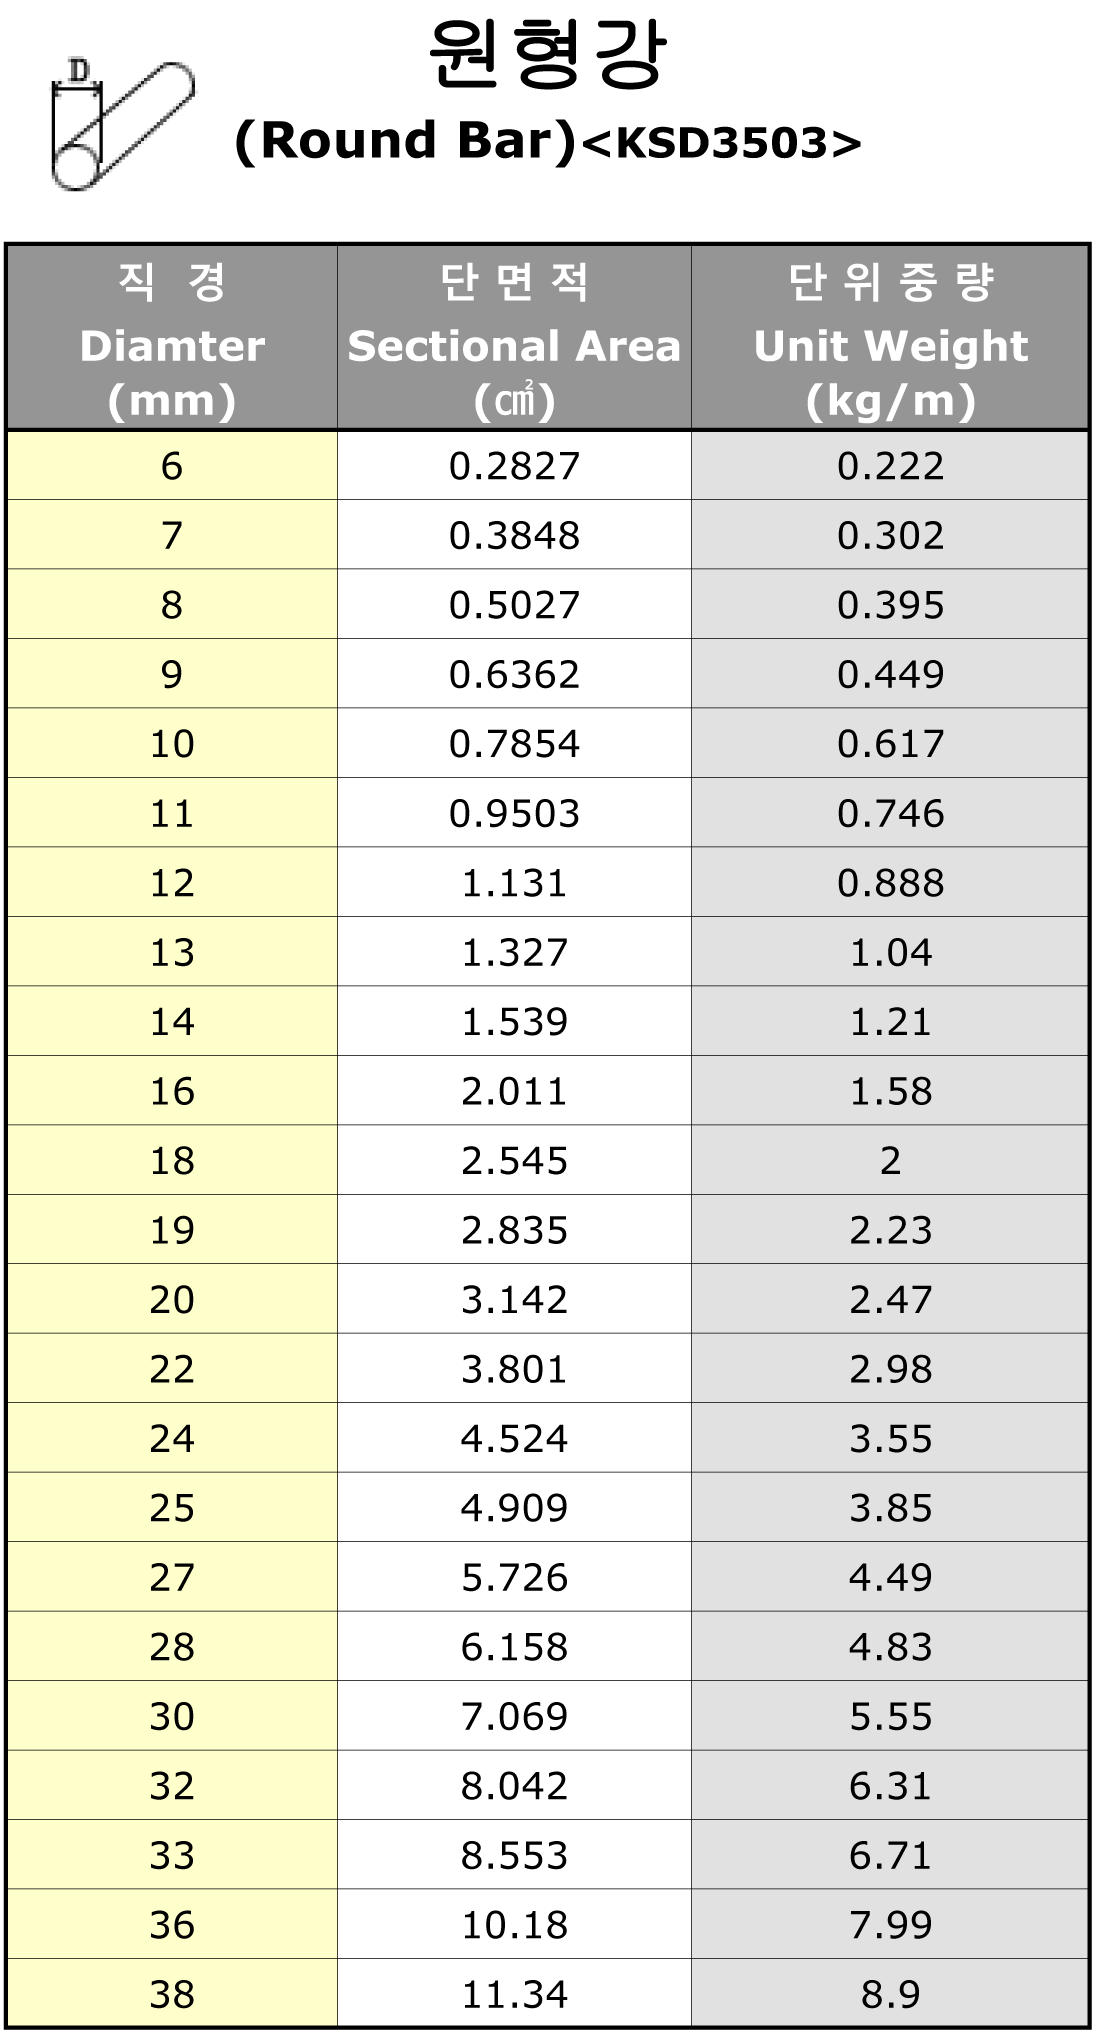 원형강
D
(Round Bar)<KSD3503>
직 경 단면적 단위중량
Diamter Sectional Area Unit Weight
(mm) (㎠) (kg/m)
6 0.2827 0.222
7 0.3848 0.302
8 0.5027 0.395
9 0.6362 0.449
10 0.7854 0.617
11 0.9503 0.746
12 1.131 0.888
13 1.327 1.04
14 1.539 1.21
16 2.011 1.58
18 2.545 2
19 2.835 2.23
20 3.142 2.47
22 3.801 2.98
24 4.524 3.55
25 4.909 3.85
27 5.726 4.49
28 6.158 4.83
30 7.069 5.55
32 8.042 6.31
33 8.553 6.71
36 10.18 7.99
38 11.34 8.9